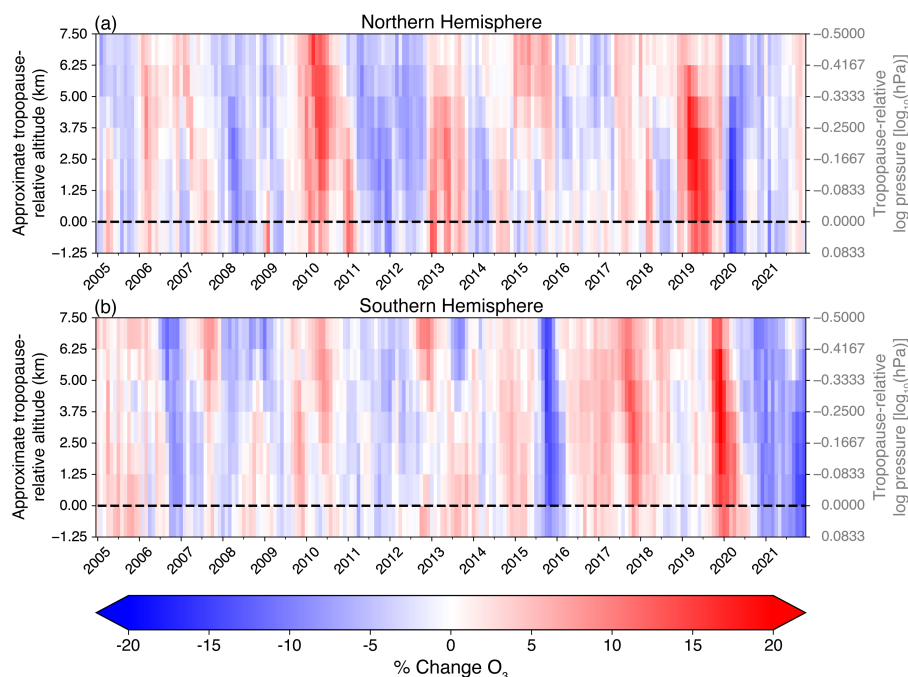 (a) Northern Hemisphere
7.50
6.25
5.00
3.75
2.50
1.25
0.00
−1.25
Approximate tropopause-
relative altitude (km)
−0.5000
−0.4167
−0.3333
−0.2500
−0.1667
−0.0833
0.0000
0.0833
Tropopause-relative
log pressure [log₁₀(hPa)]
2005 2006 2007 2008 2009 2010 2011 2012 2013 2014 2015 2016 2017 2018 2019 2020 2021
(b) Southern Hemisphere
7.50
6.25
5.00
3.75
2.50
1.25
0.00
−1.25
Approximate tropopause-
relative altitude (km)
−0.5000
−0.4167
−0.3333
−0.2500
−0.1667
−0.0833
0.0000
0.0833
Tropopause-relative
log pressure [log₁₀(hPa)]
2005 2006 2007 2008 2009 2010 2011 2012 2013 2014 2015 2016 2017 2018 2019 2020 2021
-20 -15 -10 -5 0 5 10 15 20
% Change O₃